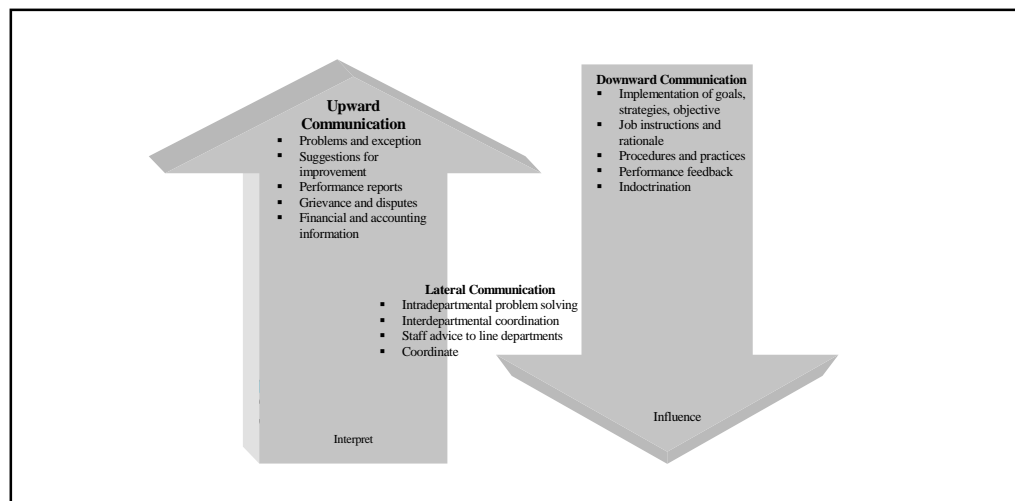 Upward
Communication
▪ Problems and exception
▪ Suggestions for
improvement
▪ Performance reports
▪ Grievance and disputes
▪ Financial and accounting
information
Interpret
Lateral Communication
▪ Intradepartmental problem solving
▪ Interdepartmental coordination
▪ Staff advice to line departments
▪ Coordinate
Downward Communication
▪ Implementation of goals,
strategies, objective
▪ Job instructions and
rationale
▪ Procedures and practices
▪ Performance feedback
▪ Indoctrination
Influence